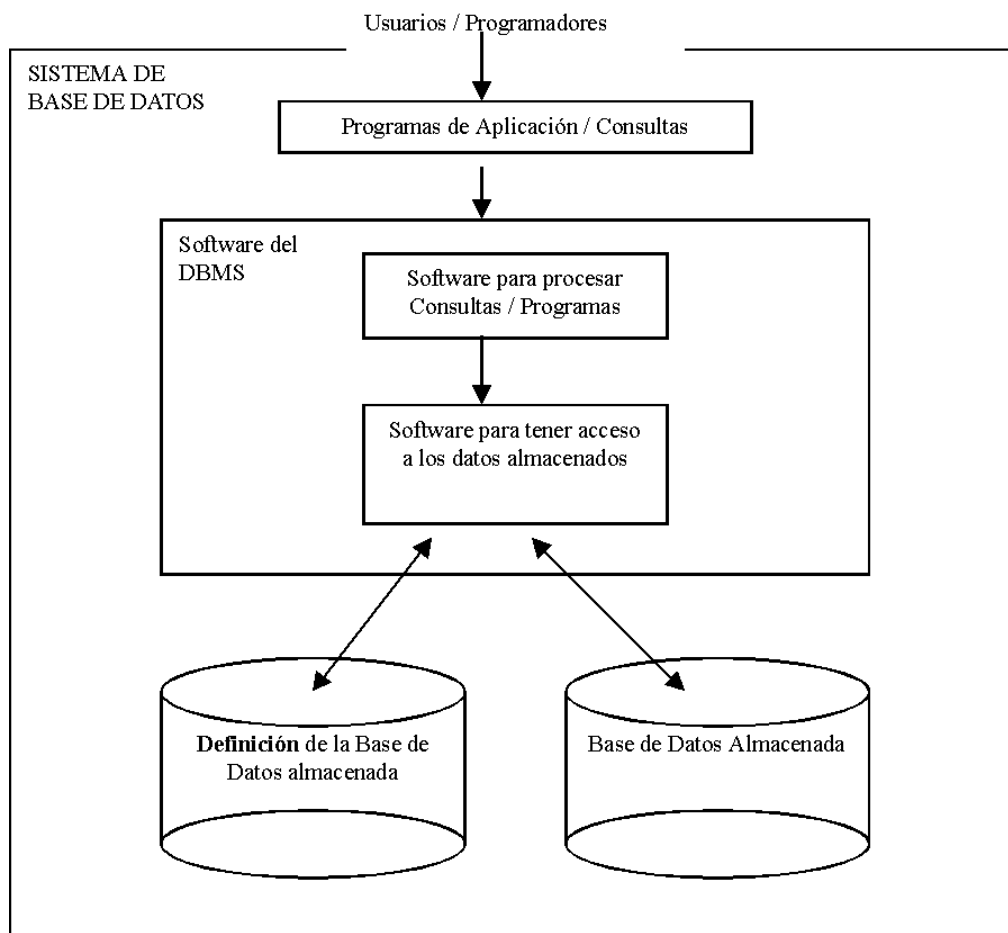 Usuarios / Programadores
SISTEMA DE
BASE DE DATOS
Programas de Aplicación / Consultas
Software del
DBMS
Software para procesar
Consultas / Programas
Software para tener acceso
a los datos almacenados
Definición de la Base de
Datos almacenada
Base de Datos Almacenada